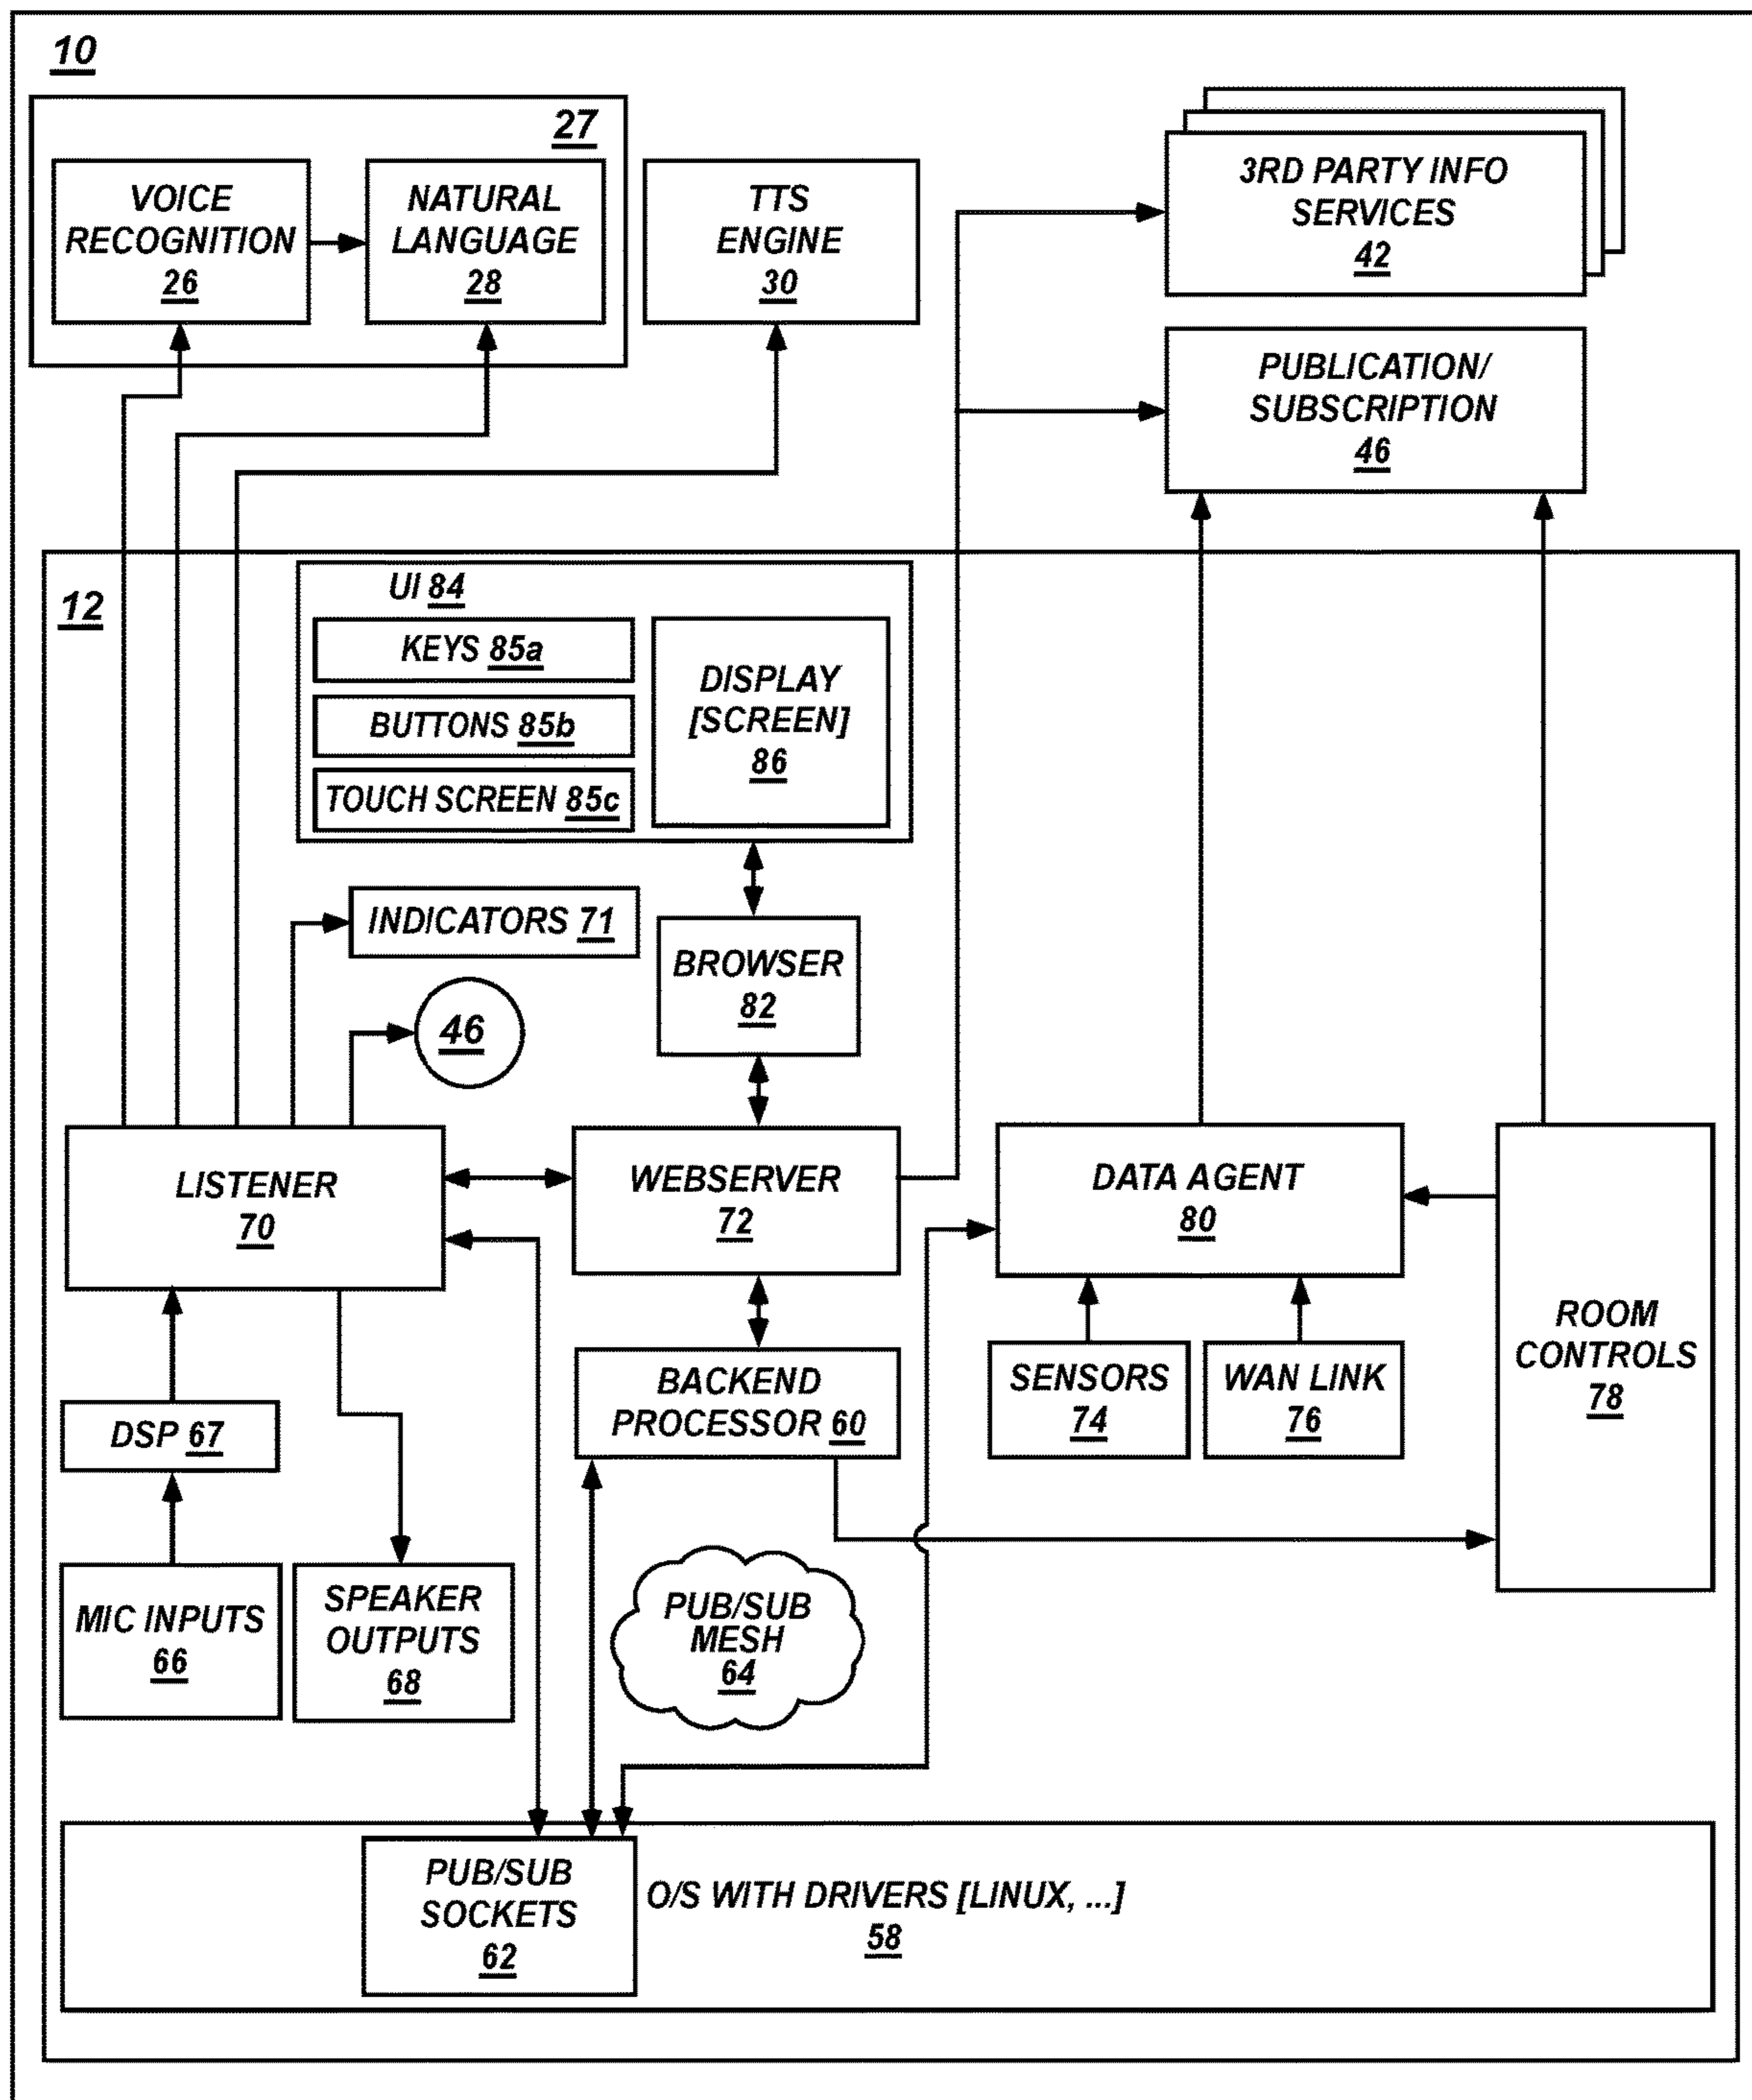 10
27
VOICE
RECOGNITION
26
NATURAL
LANGUAGE
28
TTS
ENGINE
30
3RD PARTY INFO
SERVICES
42
PUBLICATION/
SUBSCRIPTION
46
12
UI 84
KEYS 85a
BUTTONS 85b
TOUCH SCREEN 85c
DISPLAY
[SCREEN]
86
INDICATORS 71
BROWSER
82
46
LISTENER
70
WEBSERVER
72
DATA AGENT
80
ROOM
CONTROLS
78
SENSORS
74
WAN LINK
76
BACKEND
PROCESSOR 60
DSP 67
MIC INPUTS
66
SPEAKER
OUTPUTS
68
PUB/SUB
MESH
64
PUB/SUB
SOCKETS
62
O/S WITH DRIVERS [LINUX, ...]
58